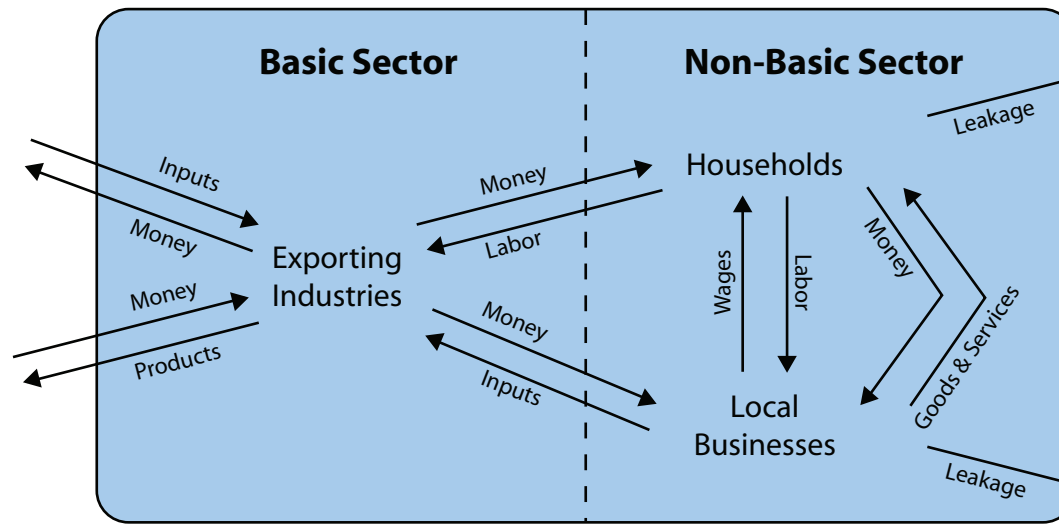 Basic Sector
Non-Basic Sector
Leakage
Inputs
Money
Households
Money
Labor
Money
Exporting
Industries
Wages
Labor
Money
Products
Money
Inputs
Goods & Services
Local
Businesses
Leakage